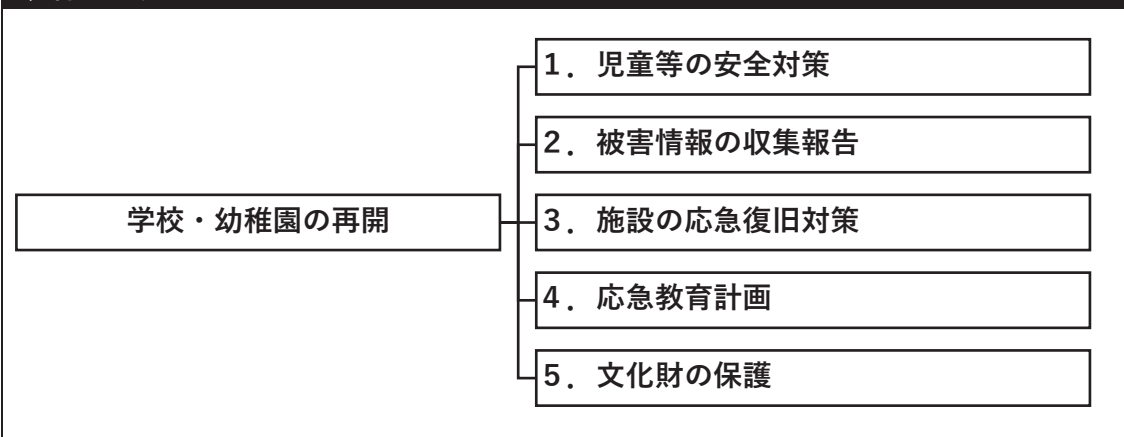 学校・幼稚園の再開
1．児童等の安全対策
2．被害情報の収集報告
3．施設の応急復旧対策
4．応急教育計画
5．文化財の保護